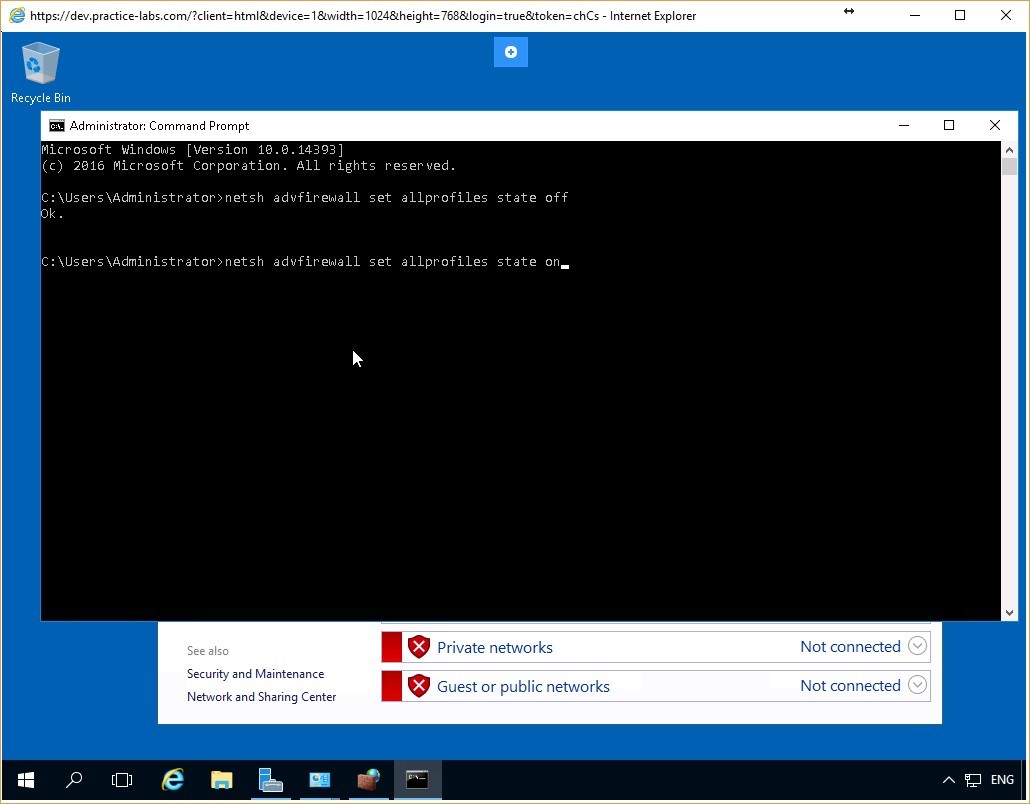 https://dev.practice-labs.com/?client=html&device=1&width=1024&height=768&login=true&token=chCs - Internet Explorer
Recycle Bin
Administrator: Command Prompt
Microsoft Windows [Version 10.0.14393]
(c) 2016 Microsoft Corporation. All rights reserved.
C:\Users\Administrator>netsh advfirewall set allprofiles state off
Ok.
C:\Users\Administrator>netsh advfirewall set allprofiles state on
See also
Security and Maintenance
Network and Sharing Center
Private networks Not connected
Guest or public networks Not connected
ENG